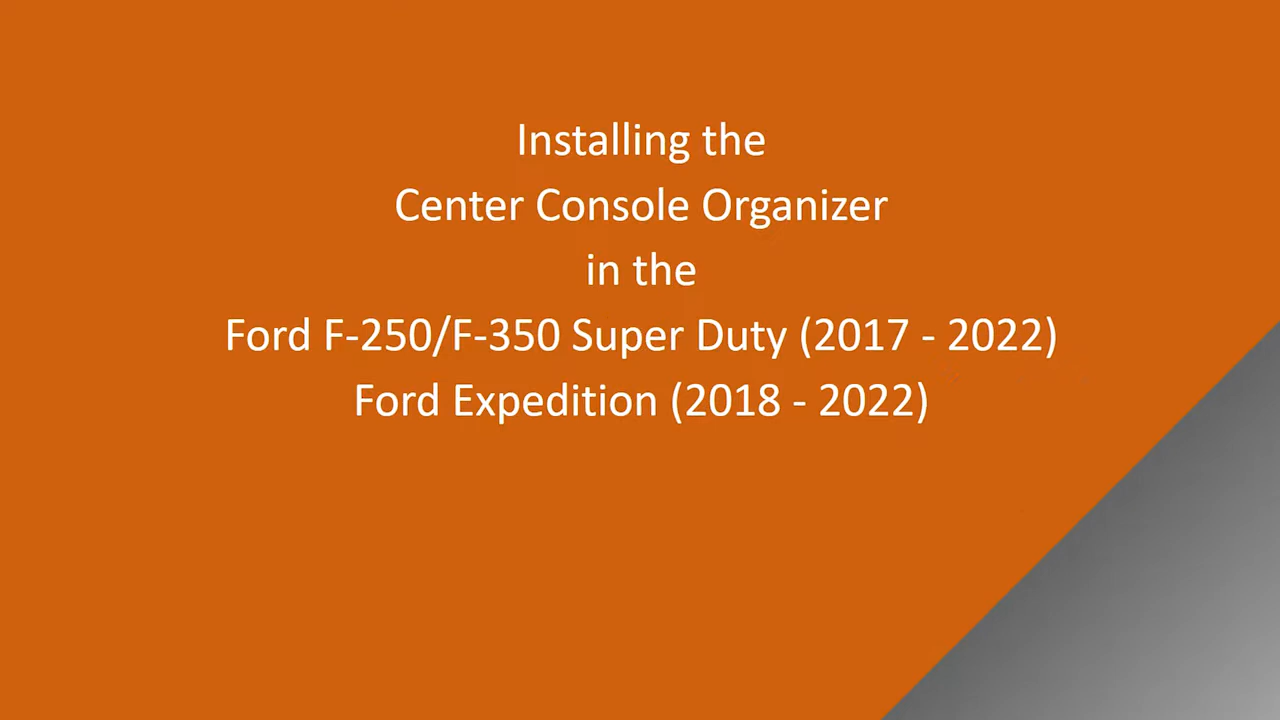 Installing the
Center Console Organizer
in the
Ford F-250/F-350 Super Duty (2017 - 2022)
Ford Expedition (2018 - 2022)